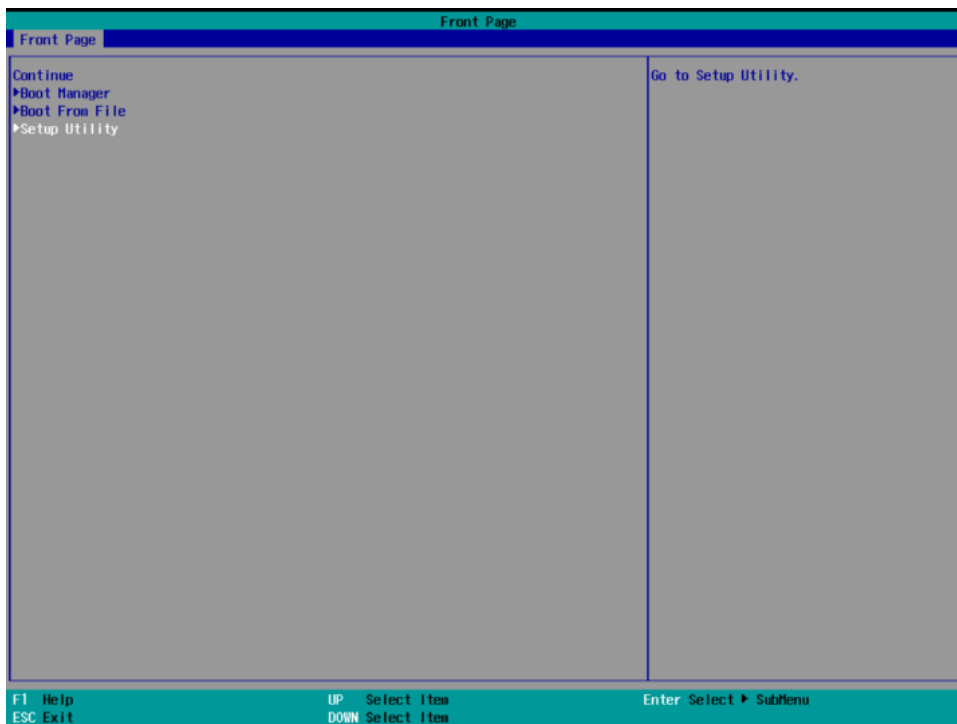 Front Page
Front Page
Continue
▶Boot Manager
▶Boot From File
▶Setup Utility
Go to Setup Utility.
F1 Help
ESC Exit
UP Select Item
DOWN Select Item
Enter Select ▶ SubMenu